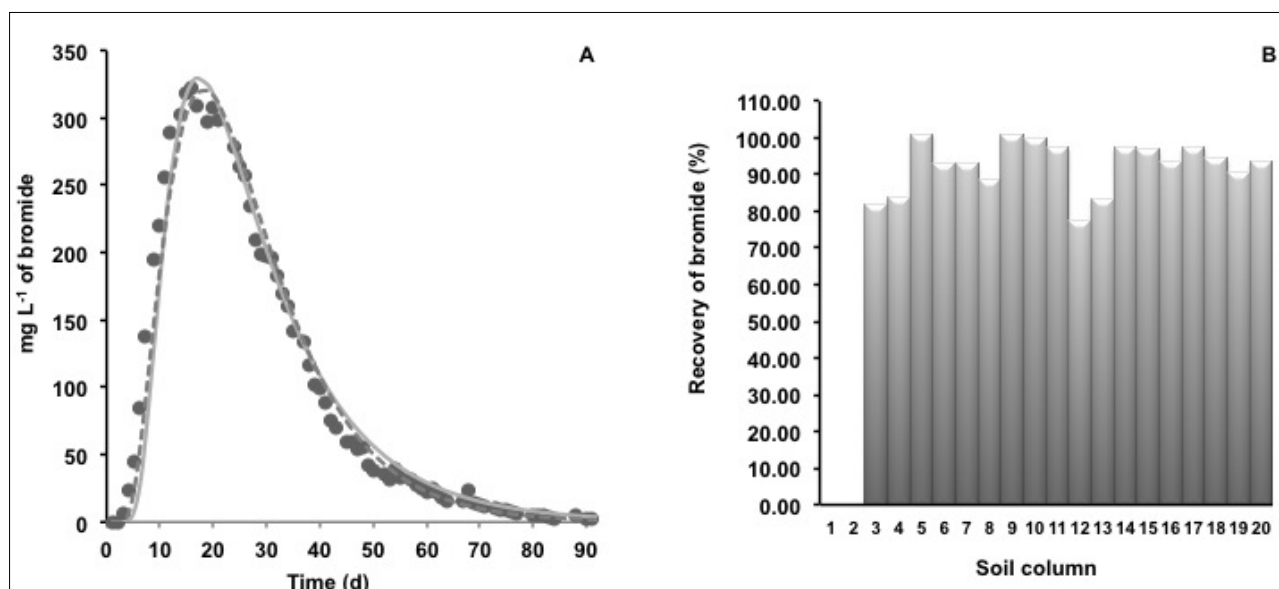 A
350
300
250
200
150
100
50
0
mg L-1 of bromide
0 10 20 30 40 50 60 70 80 90
Time (d)
B
110.00
100.00
90.00
80.00
70.00
60.00
50.00
40.00
30.00
20.00
10.00
0.00
Recovery of bromide (%)
1 2 3 4 5 6 7 8 9 10 11 12 13 14 15 16 17 18 19 20
Soil column